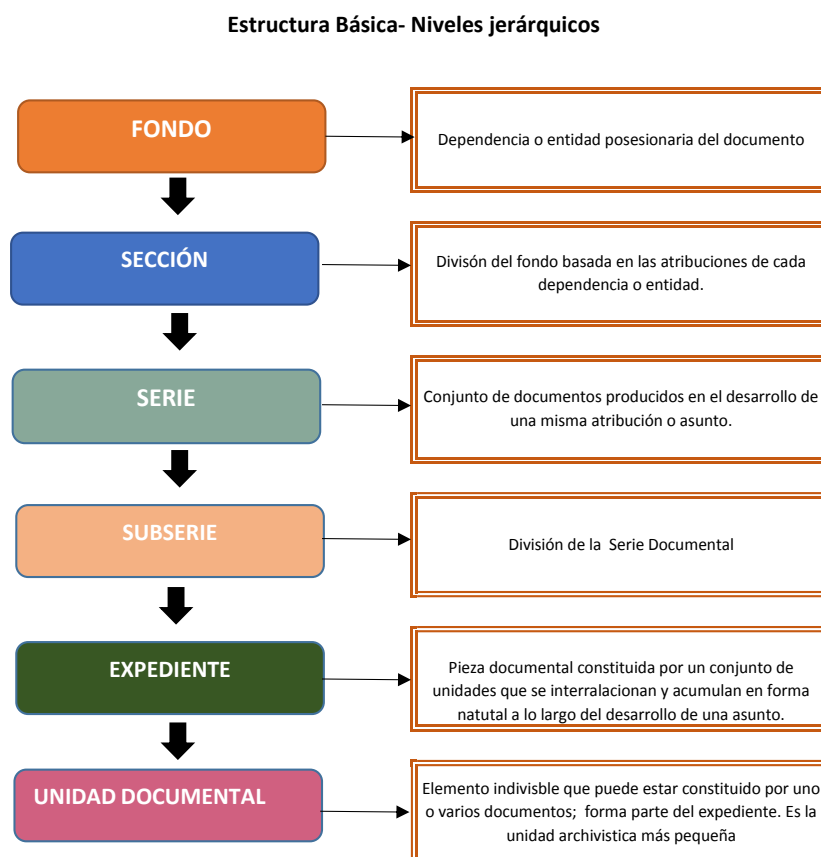 Estructura Básica- Niveles jerárquicos
FONDO
Dependencia o entidad posesionaria del documento
SECCIÓN
Divisón del fondo basada en las atribuciones de cada
dependencia o entidad.
SERIE
Conjunto de documentos producidos en el desarrollo de
una misma atribución o asunto.
SUBSERIE
División de la Serie Documental
EXPEDIENTE
Pieza documental constituida por un conjunto de
unidades que se interralacionan y acumulan en forma
natutal a lo largo del desarrollo de una asunto.
UNIDAD DOCUMENTAL
Elemento indivisble que puede estar constituido por uno
o varios documentos; forma parte del expediente. Es la
unidad archivistica más pequeña